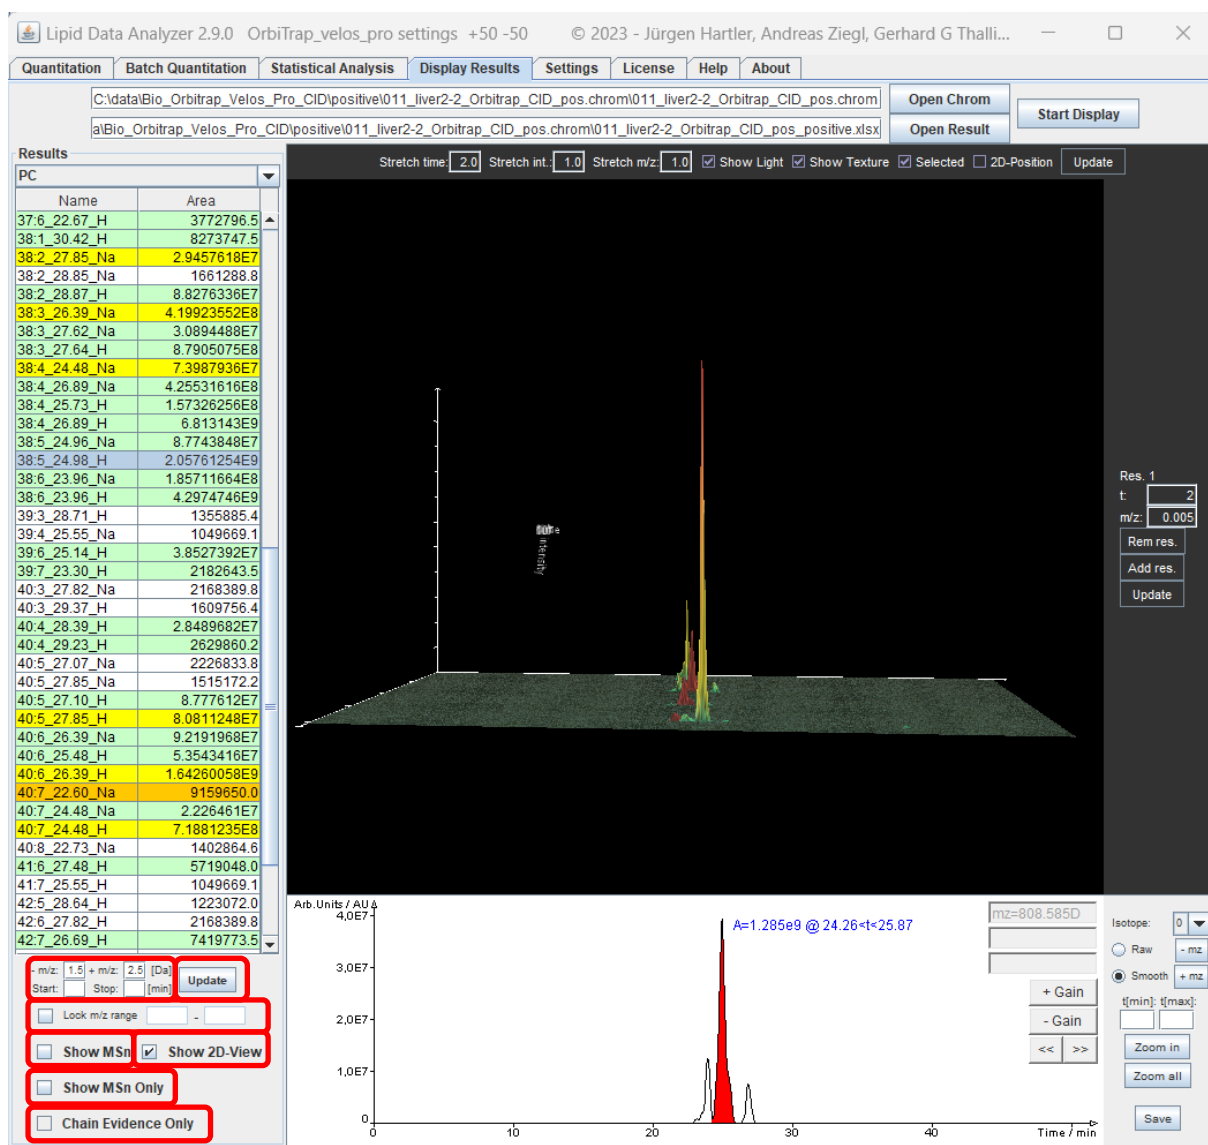 Lipid Data Analyzer 2.9.0 OrbiTrap_velos_pro settings +50 -50 © 2023 - Jürgen Hartler, Andreas Ziegl, Gerhard G Thalli...
Quantitation Batch Quantitation Statistical Analysis Display Results Settings License Help About
C:\data\Bio_Orbitrap_Velos_Pro_CID\positive\011_liver2-2_Orbitrap_CID_pos.chrom\011_liver2-2_Orbitrap_CID_pos.chrom Open Chrom
Start Display
a\Bio_Orbitrap_Velos_Pro_CID\positive\011_liver2-2_Orbitrap_CID_pos.chrom\011_liver2-2_Orbitrap_CID_pos_positive.xlsx Open Result
Results
PC
Stretch time: 2.0 Stretch int.: 1.0 Stretch m/z: 1.0 Show Light Show Texture Selected 2D-Position Update
Name Area
37:6_22.67_H 3772796.5
38:1_30.42_H 8273747.5
38:2_27.85_Na 2.9457618E7
38:2_28.85_Na 1661288.8
38:2_28.87_H 8.8276336E7
38:3_26.39_Na 4.19923552E8
38:3_27.62_Na 3.0894488E7
38:3_27.64_H 8.7905075E8
38:4_24.48_Na 7.3987936E7
38:4_26.89_Na 4.25531616E8
38:4_25.73_H 1.57326256E8
38:4_26.89_H 6.813143E9
38:5_24.96_Na 8.7743848E7
38:5_24.98_H 2.05761254E9
38:6_23.96_Na 1.85711664E8
38:6_23.96_H 4.2974746E9
39:3_28.71_H 1355885.4
39:4_25.55_Na 1049669.1
39:6_25.14_H 3.8527392E7
39:7_23.30_H 2182643.5
40:3_27.82_Na 2168389.8
40:3_29.37_H 1609756.4
40:4_28.39_H 2.8489682E7
40:4_29.23_H 2629860.2
40:5_27.07_Na 2226833.8
40:5_27.85_Na 1515172.2
40:5_27.10_H 8.777612E7
40:5_27.85_H 8.0811248E7
40:6_26.39_Na 9.2191968E7
40:6_25.48_H 5.3543416E7
40:6_26.39_H 1.64260058E9
40:7_22.60_Na 9159650.0
40:7_24.48_Na 2.226461E7
40:7_24.48_H 7.1881235E8
40:8_22.73_Na 1402864.6
41:6_27.48_H 5719048.0
41:7_25.55_H 1049669.1
42:5_28.64_H 1223072.0
42:6_27.82_H 2168389.8
42:7_26.69_H 7419773.5
intensity
Res. 1
t: 2
m/z: 0.005
Rem res.
Add res.
Update
- m/z: 1.5 + m/z: 2.5 [Da]
Start: Stop: [min]
Update
Lock m/z range -
Show MSn Show 2D-View
Show MSn Only
Chain Evidence Only
Arb.Units / AU
4,0E7
3,0E7
2,0E7
1,0E7
0
A=1.285e9 @ 24.26<t<25.87
0 10 20 30 40 Time / min
mz=808.585D
+ Gain
- Gain
<< >>
Isotope: 0
Raw - mz
Smooth + mz
t[min]: t[max]:
Zoom in
Zoom all
Save